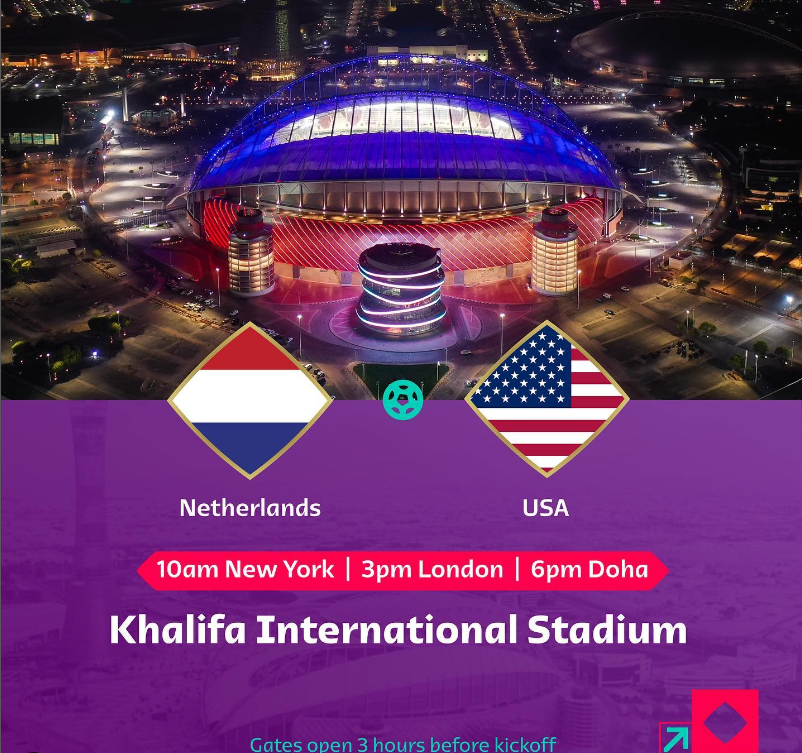 Netherlands
USA
10am New York | 3pm London | 6pm Doha
Khalifa International Stadium
Gates open 3 hours before kickoff